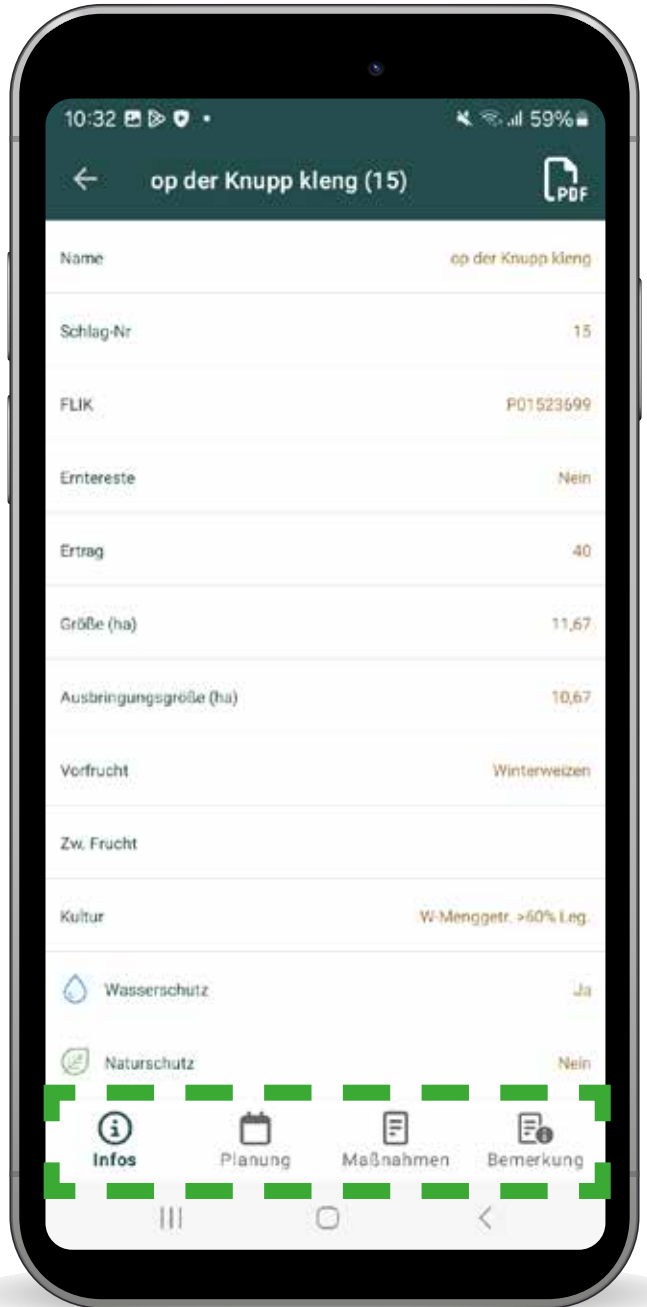 10:32 59%
op der Knupp kleng (15) PDF
Name op der Knupp kleng
Schlag-Nr 15
FLIK P01523699
Erntereste Nein
Ertrag 40
Größe (ha) 11,67
Ausbringungsgröße (ha) 10,67
Vorfrucht Winterweizen
Zw. Frucht
Kultur W-Menggetr. >60% Leg.
Wasserschutz Ja
Naturschutz Nein
Infos Planung Maßnahmen Bemerkung